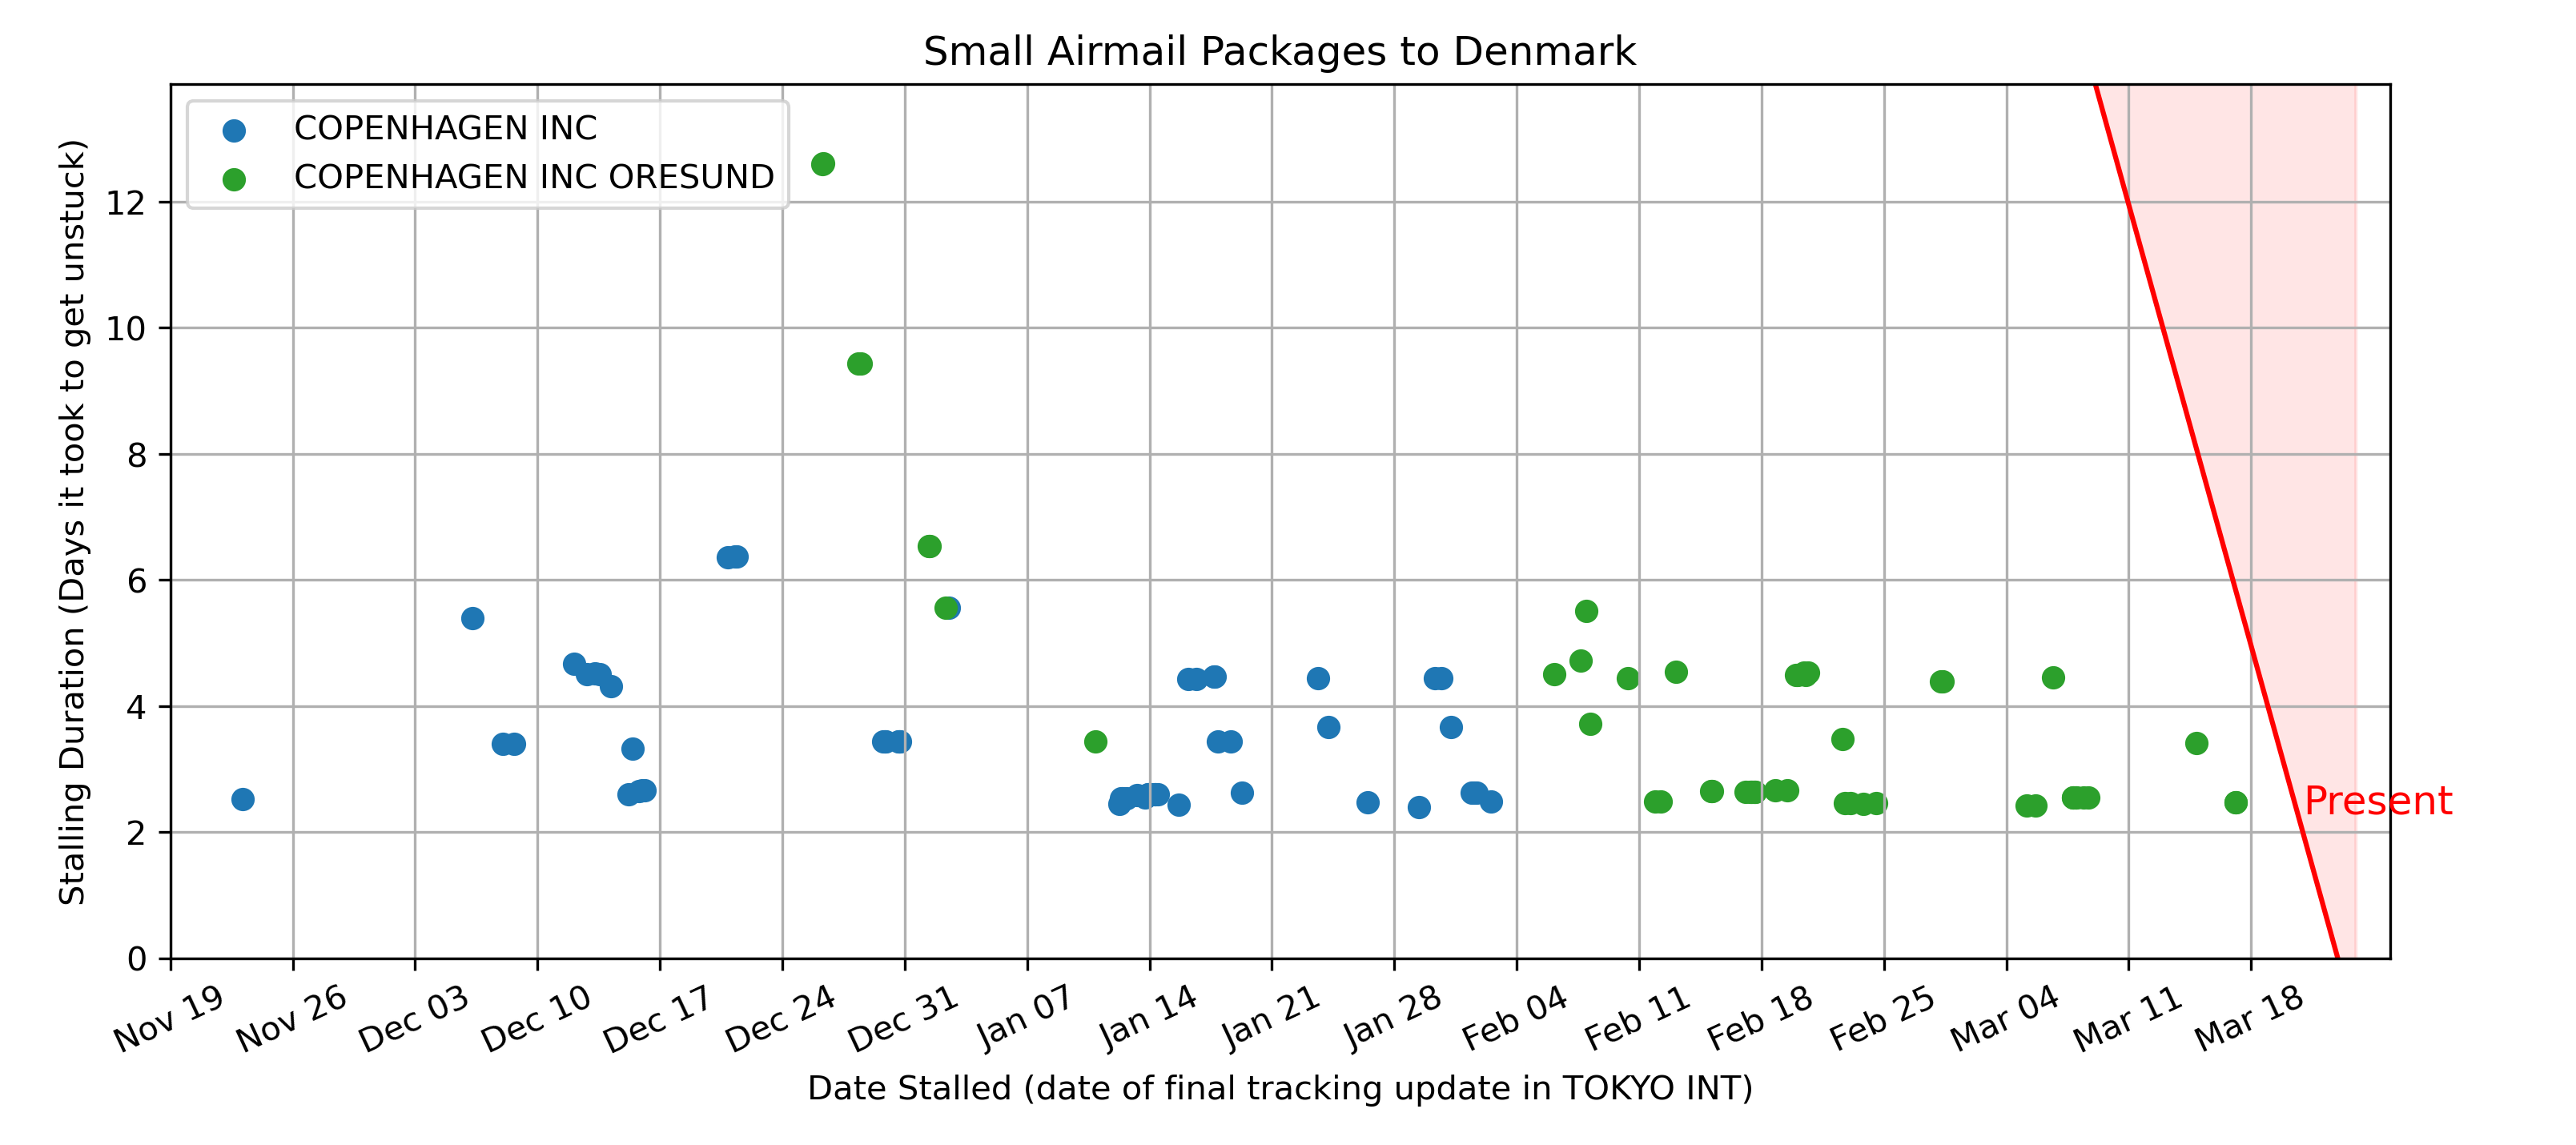 Small Airmail Packages to Denmark
COPENHAGEN INC
COPENHAGEN INC ORESUND
Stalling Duration (Days it took to get unstuck)
12
10
8
6
4
2
0
Present
Nov 19 Nov 26 Dec 03 Dec 10 Dec 17 Dec 24 Dec 31 Jan 07 Jan 14 Jan 21 Jan 28 Feb 04 Feb 11 Feb 18 Feb 25 Mar 04 Mar 11 Mar 18
Date Stalled (date of final tracking update in TOKYO INT)